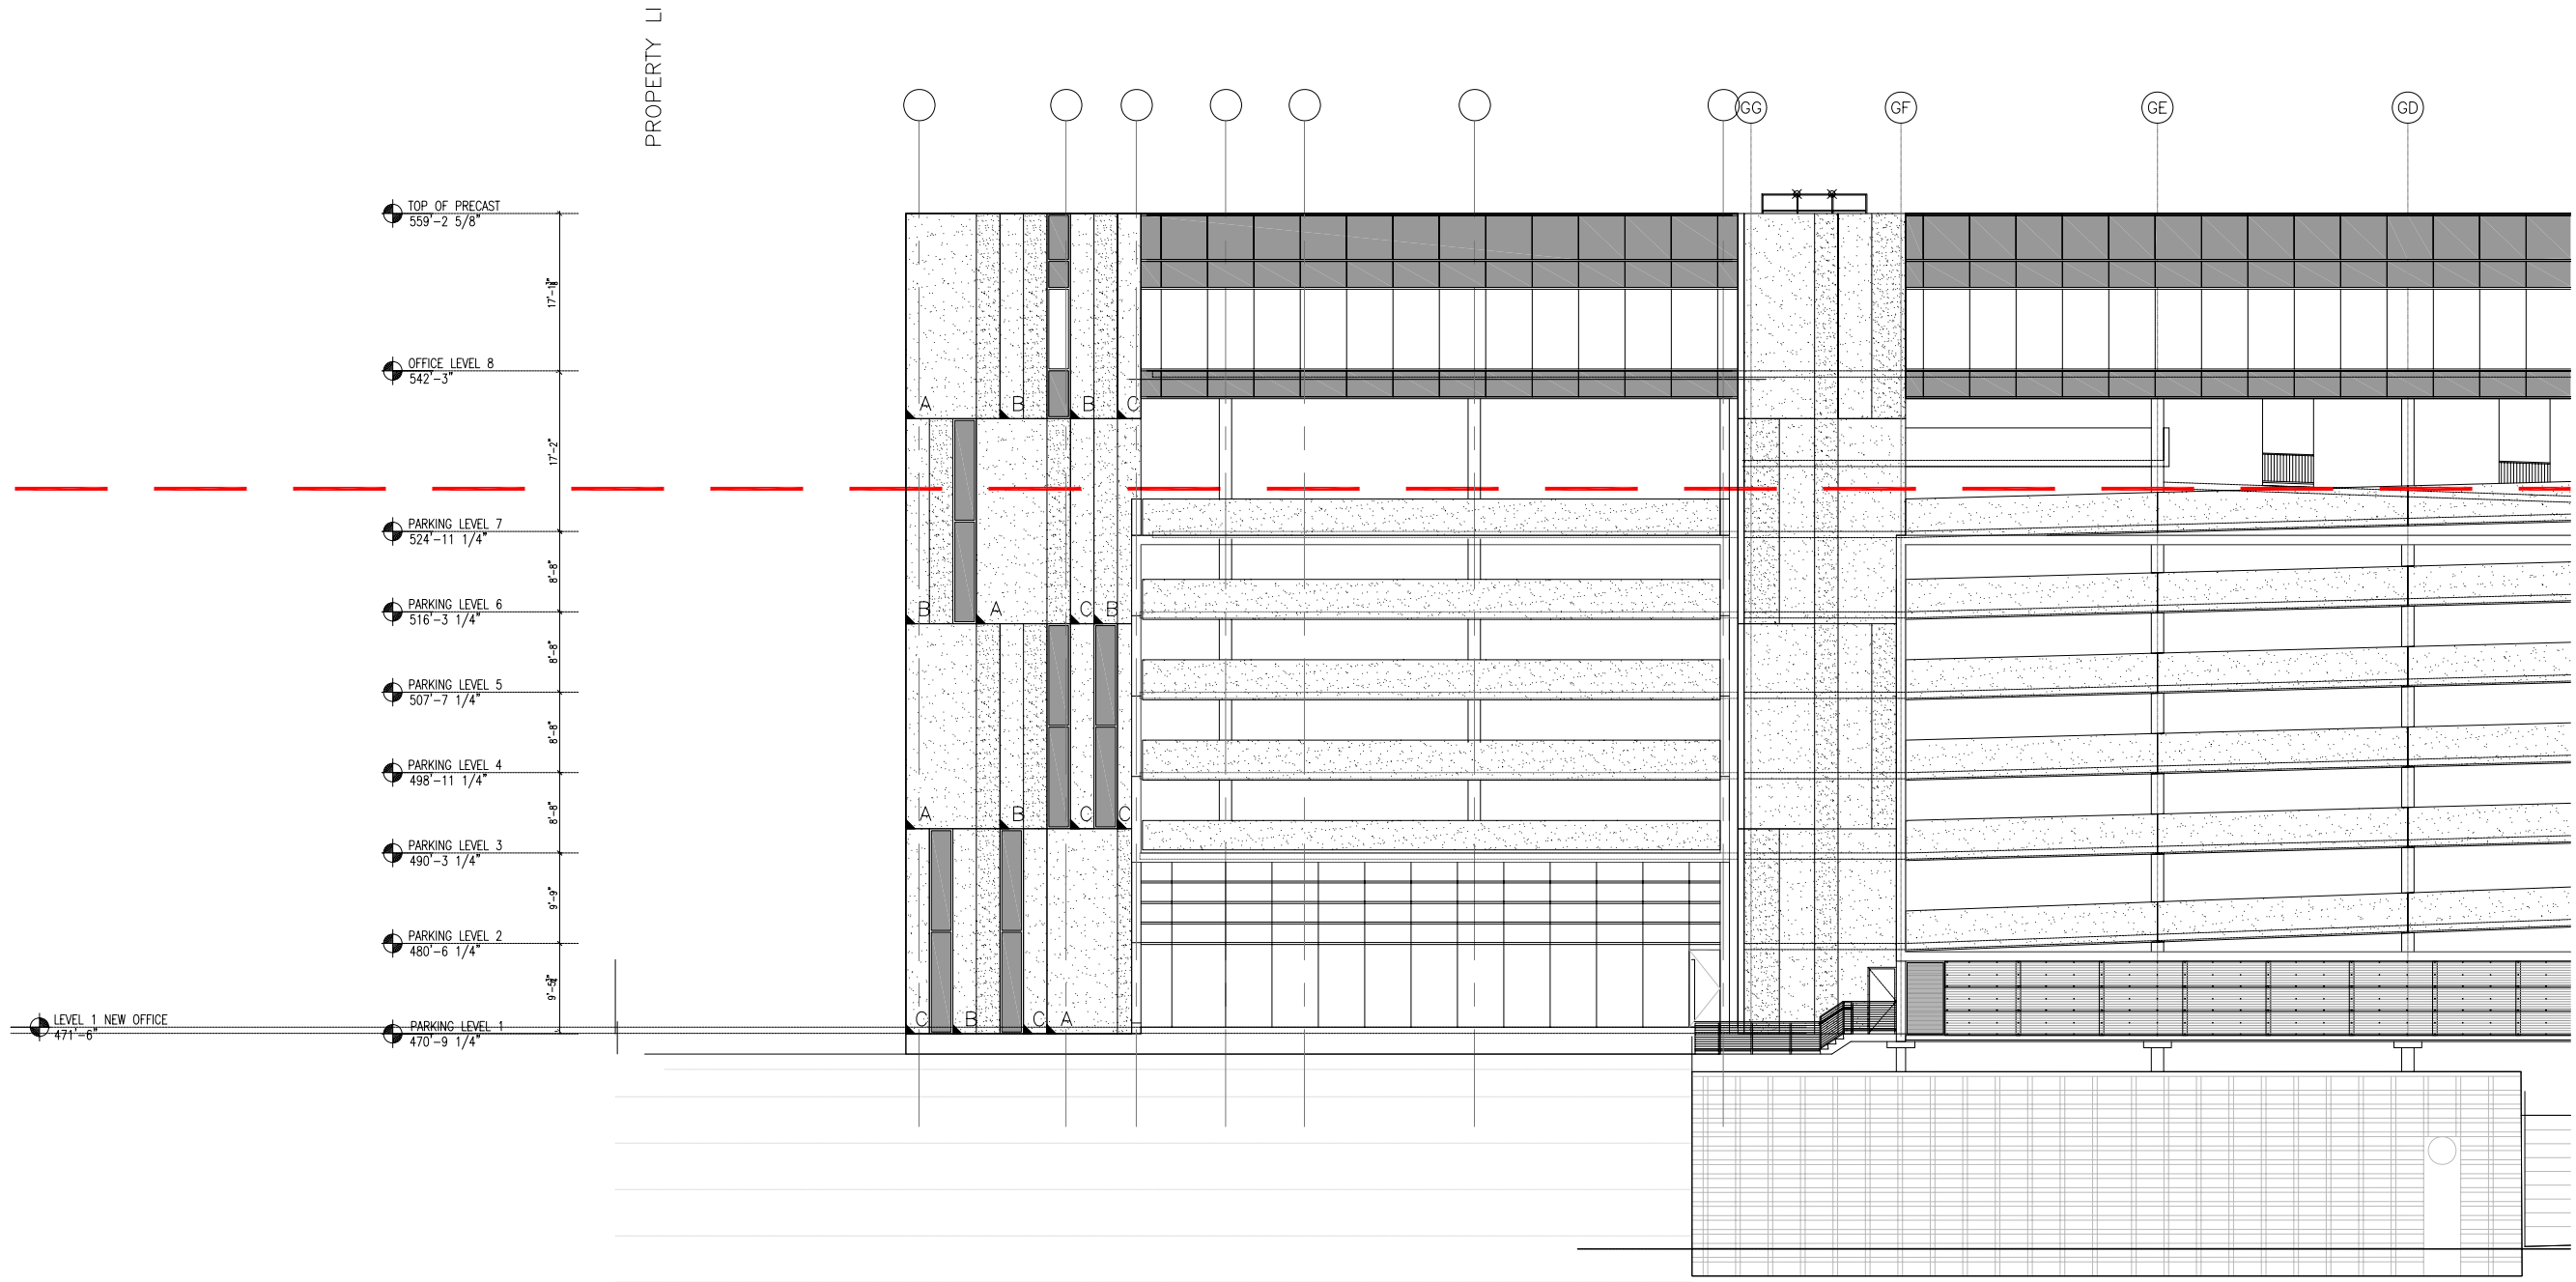 PROPERTY LI
GG
GF
GE
GD
TOP OF PRECAST
559'-2 5/8"
OFFICE LEVEL 8
542'-3"
17'-2"
PARKING LEVEL 7
524'-11 1/4"
8'-8"
PARKING LEVEL 6
516'-3 1/4"
8'-8"
PARKING LEVEL 5
507'-7 1/4"
8'-8"
PARKING LEVEL 4
498'-11 1/4"
8'-8"
PARKING LEVEL 3
490'-3 1/4"
9'-9"
PARKING LEVEL 2
480'-6 1/4"
LEVEL 1 NEW OFFICE
471'-6"
PARKING LEVEL 1
470'-9 1/4"
A B B C
B A C B
A B C C
C B C A